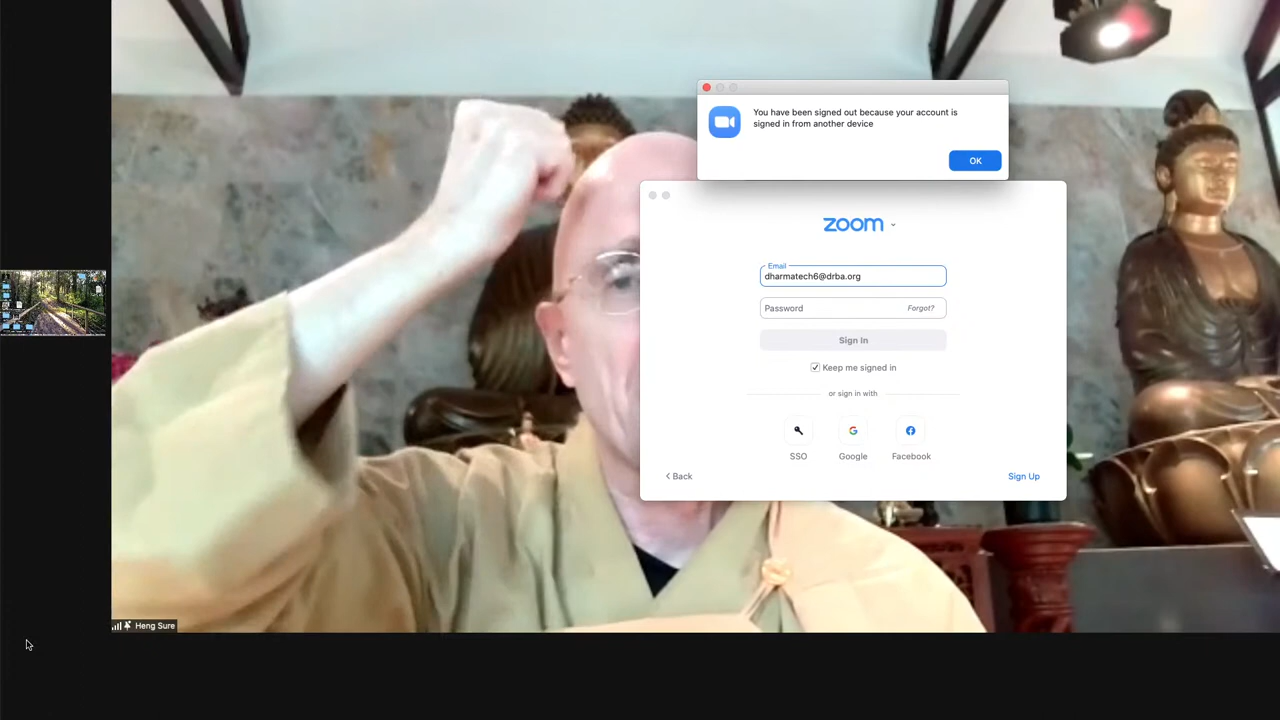 You have been signed out because your account is
signed in from another device
OK
zoom
Email
dharmatech6@drba.org
Password
Forgot?
Sign In
Keep me signed in
or sign in with
SSO
Google
Facebook
Back
Sign Up
Heng Sure